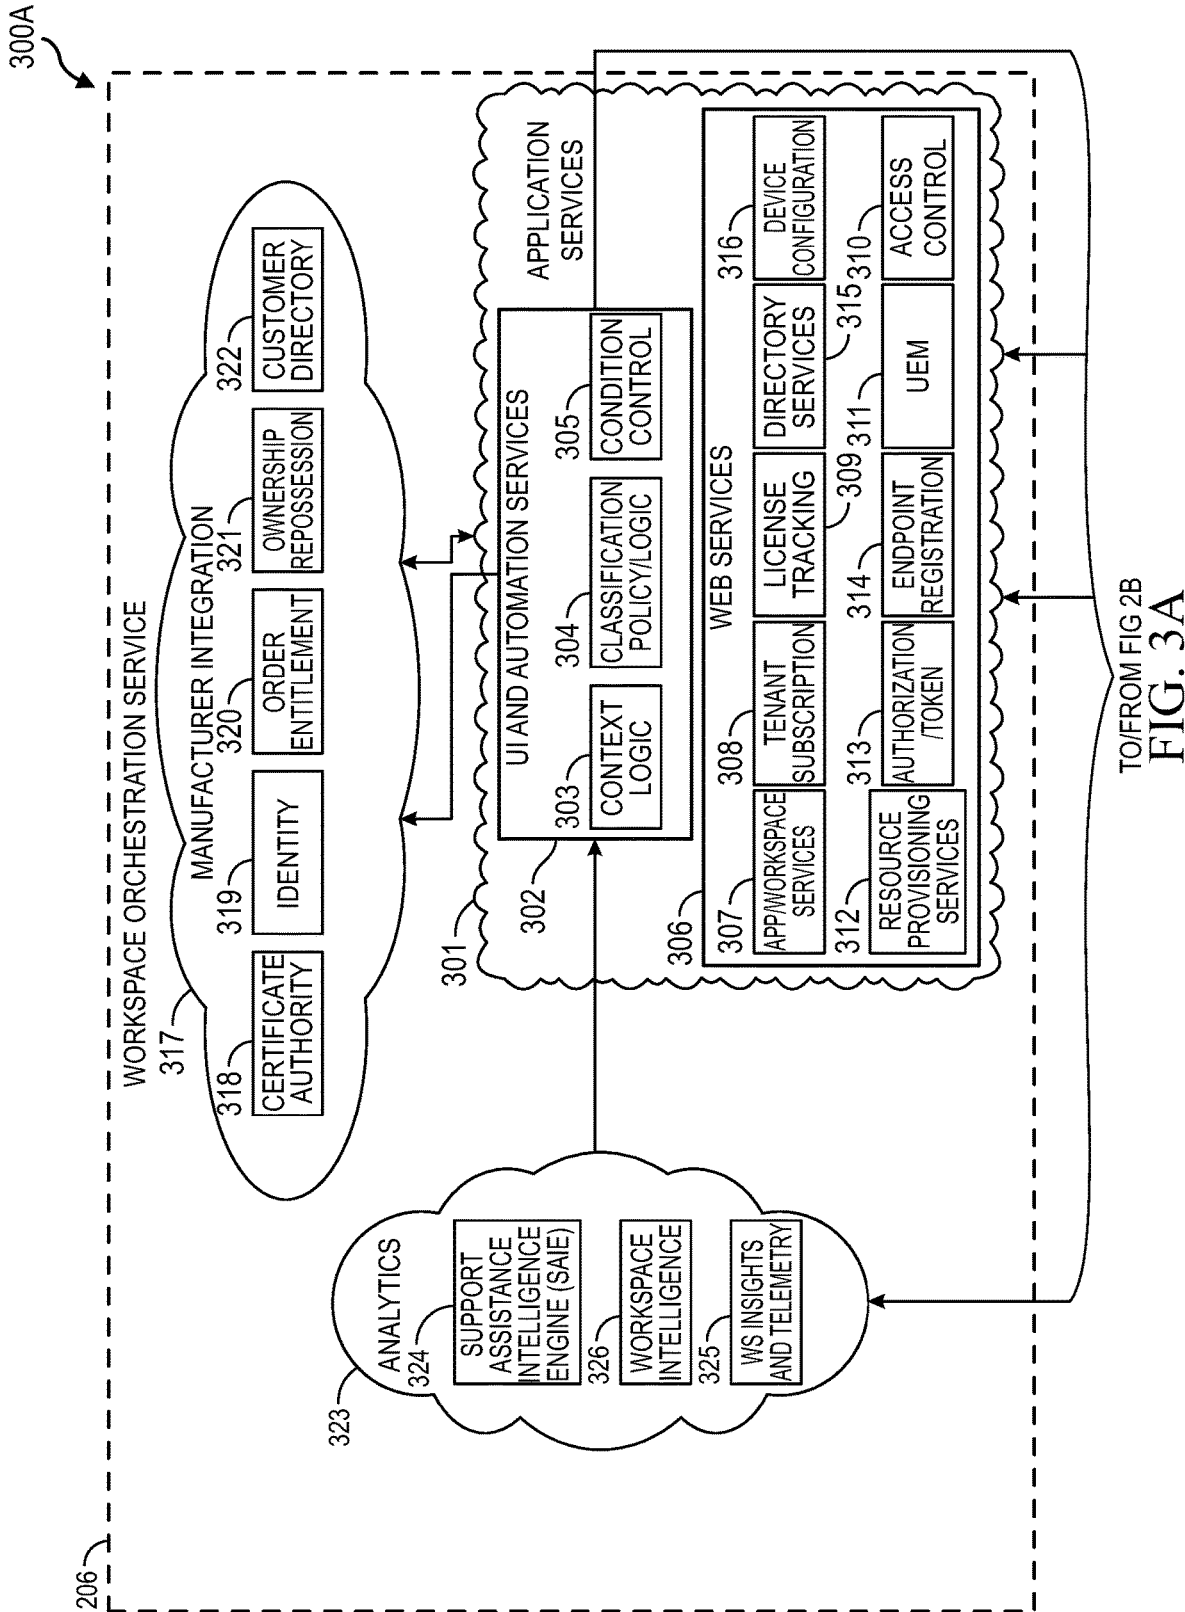 300A
206
WORKSPACE ORCHESTRATION SERVICE
317
MANUFACTURER INTEGRATION
318
CERTIFICATE
AUTHORITY
319
IDENTITY
320
ORDER
ENTITLEMENT
321
OWNERSHIP
REPOSSESSION
322
CUSTOMER
DIRECTORY
323
ANALYTICS
324
SUPPORT
ASSISTANCE
INTELLIGENCE
ENGINE (SAIE)
326
WORKSPACE
INTELLIGENCE
325
WS INSIGHTS
AND TELEMETRY
301
APPLICATION
SERVICES
302
UI AND AUTOMATION SERVICES
303
CONTEXT
LOGIC
304
CLASSIFICATION
POLICY/LOGIC
305
CONDITION
CONTROL
306
WEB SERVICES
307
APP/WORKSPACE
SERVICES
308
TENANT
SUBSCRIPTION
LICENSE
TRACKING
309
DIRECTORY
SERVICES
315
316
DEVICE
CONFIGURATION
312
RESOURCE
PROVISIONING
SERVICES
313
AUTHORIZATION
/TOKEN
314
ENDPOINT
REGISTRATION
311
UEM
310
ACCESS
CONTROL
TO/FROM FIG 2B
FIG. 3A